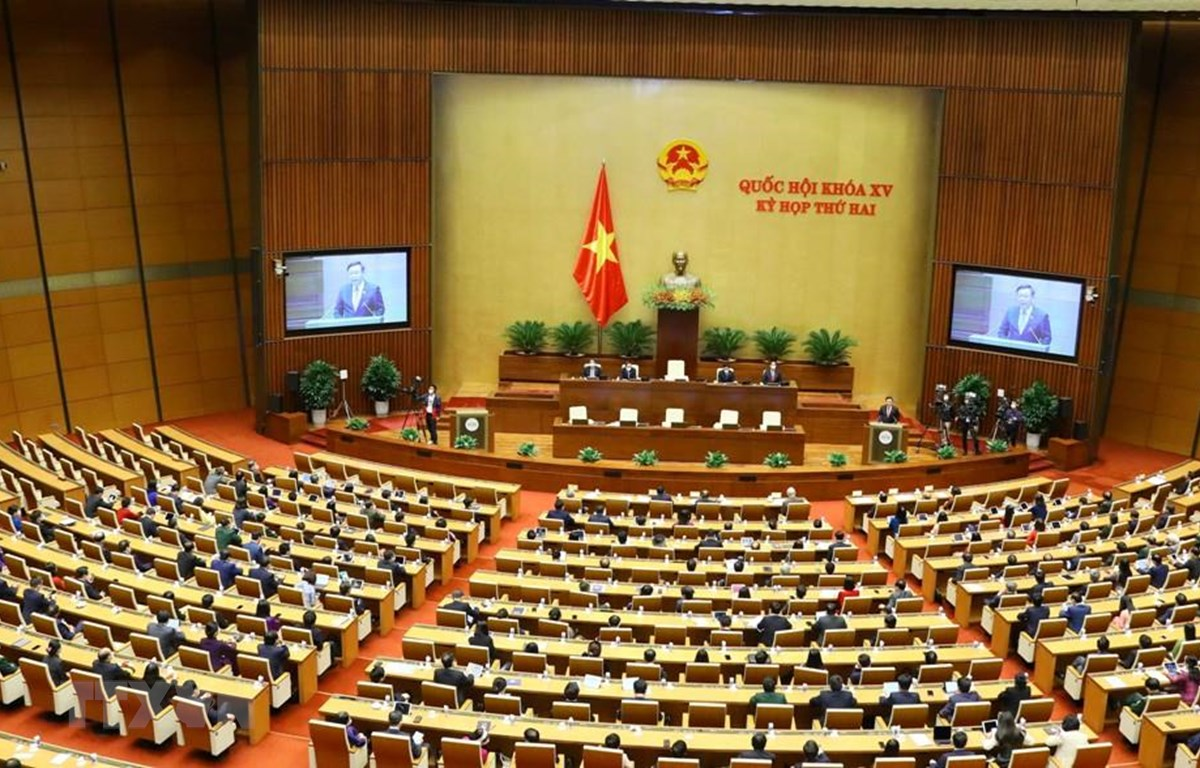 QUỐC HỘI KHÓA XV
KỲ HỌP THỨ HAI